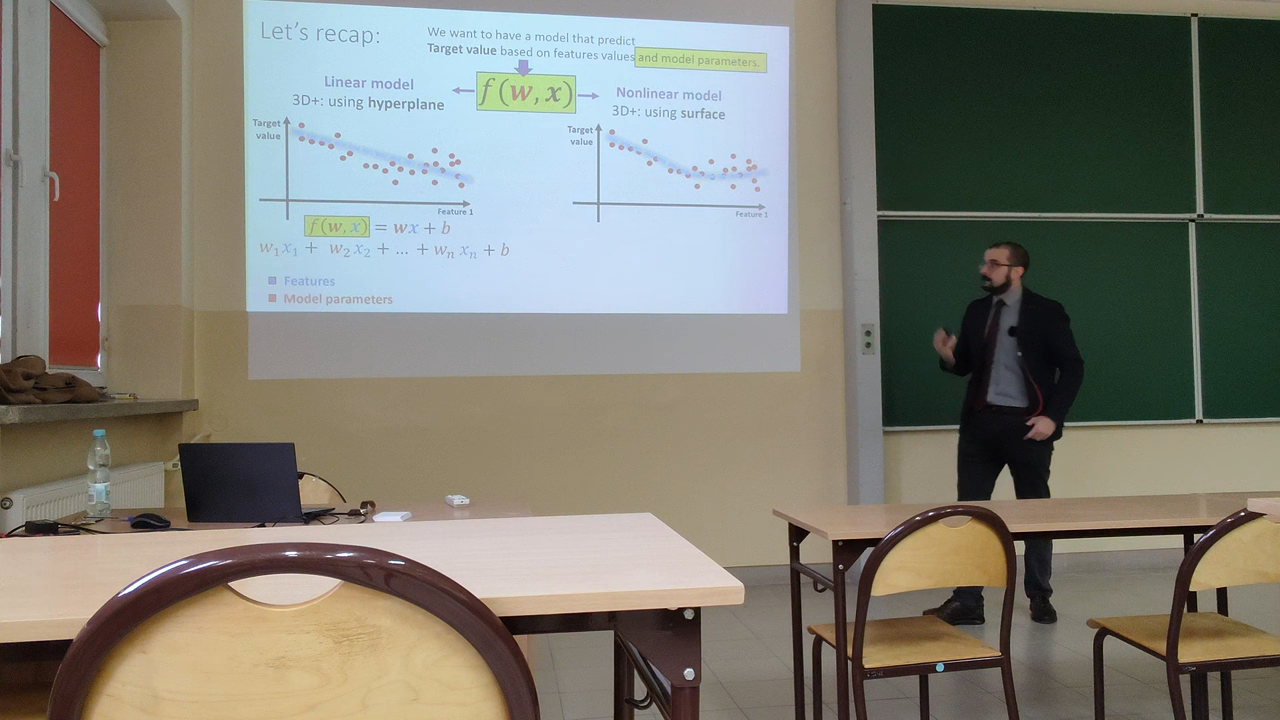 Let's recap:
We want to have a model that predict
Target value based on features values and model parameters.
f(w, x)
Linear model
3D+: using hyperplane
Nonlinear model
3D+: using surface
Target
value
Feature 1
Target
value
Feature 1
f(w, x) = wx + b
w₁x₁ + w₂x₂ + ... + wₙxₙ + b
Features
Model parameters